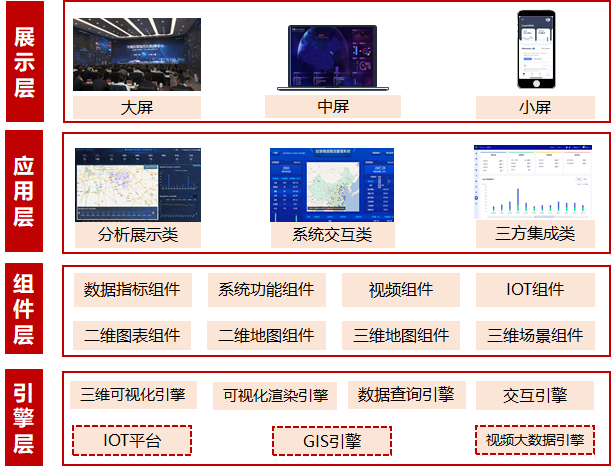 展示层
大屏
中屏
小屏
应用层
分析展示类
系统交互类
三方集成类
组件层
数据指标组件
系统功能组件
视频组件
IOT组件
二维图表组件
二维地图组件
三维地图组件
三维场景组件
引擎层
三维可视化引擎
可视化渲染引擎
数据查询引擎
交互引擎
IOT平台
GIS引擎
视频大数据引擎